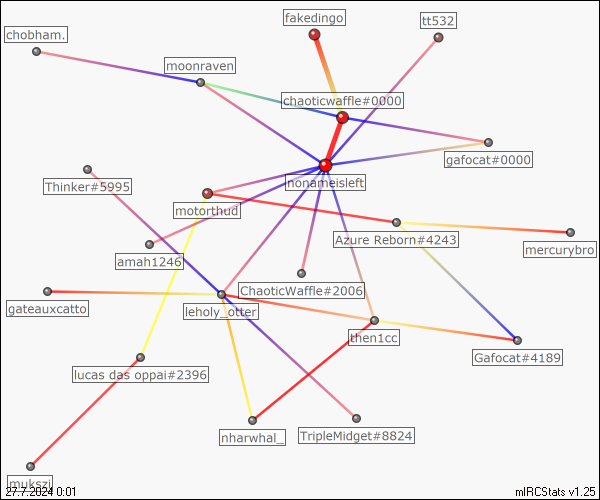 fakedingo
tt532
chobham.
moonraven
chaoticwaffle#0000
gafocat#0000
Thinker#5995
nonameisleft
motorthud
Azure Reborn#4243
mercurybro
amah1246
ChaoticWaffle#2006
gateauxcatto
leholy_otter
then1cc
Gafocat#4189
lucas das oppai#2396
nharwhal_
TripleMidget#8824
mukszi
27.7.2024 0:01
mIRCStats v1.25